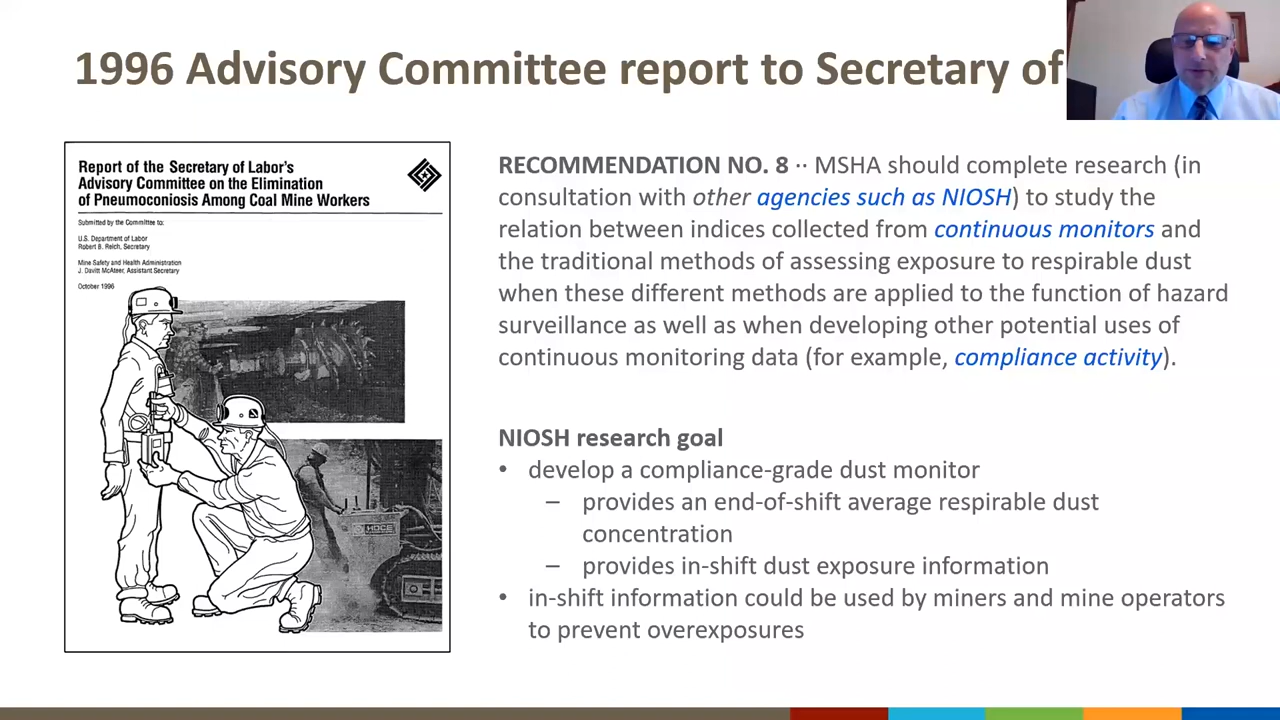 1996 Advisory Committee report to Secretary of
Report of the Secretary of Labor's
Advisory Committee on the Elimination
of Pneumoconiosis Among Coal Mine Workers
Submitted by the Committee to:
U.S. Department of Labor
Robert B. Reich, Secretary
Mine Safety and Health Administration
J. Davitt McAteer, Assistant Secretary
October 1996
RECOMMENDATION NO. 8 ·· MSHA should complete research (in
consultation with other agencies such as NIOSH) to study the
relation between indices collected from continuous monitors and
the traditional methods of assessing exposure to respirable dust
when these different methods are applied to the function of hazard
surveillance as well as when developing other potential uses of
continuous monitoring data (for example, compliance activity).
NIOSH research goal
• develop a compliance-grade dust monitor
– provides an end-of-shift average respirable dust
concentration
– provides in-shift dust exposure information
• in-shift information could be used by miners and mine operators
to prevent overexposures